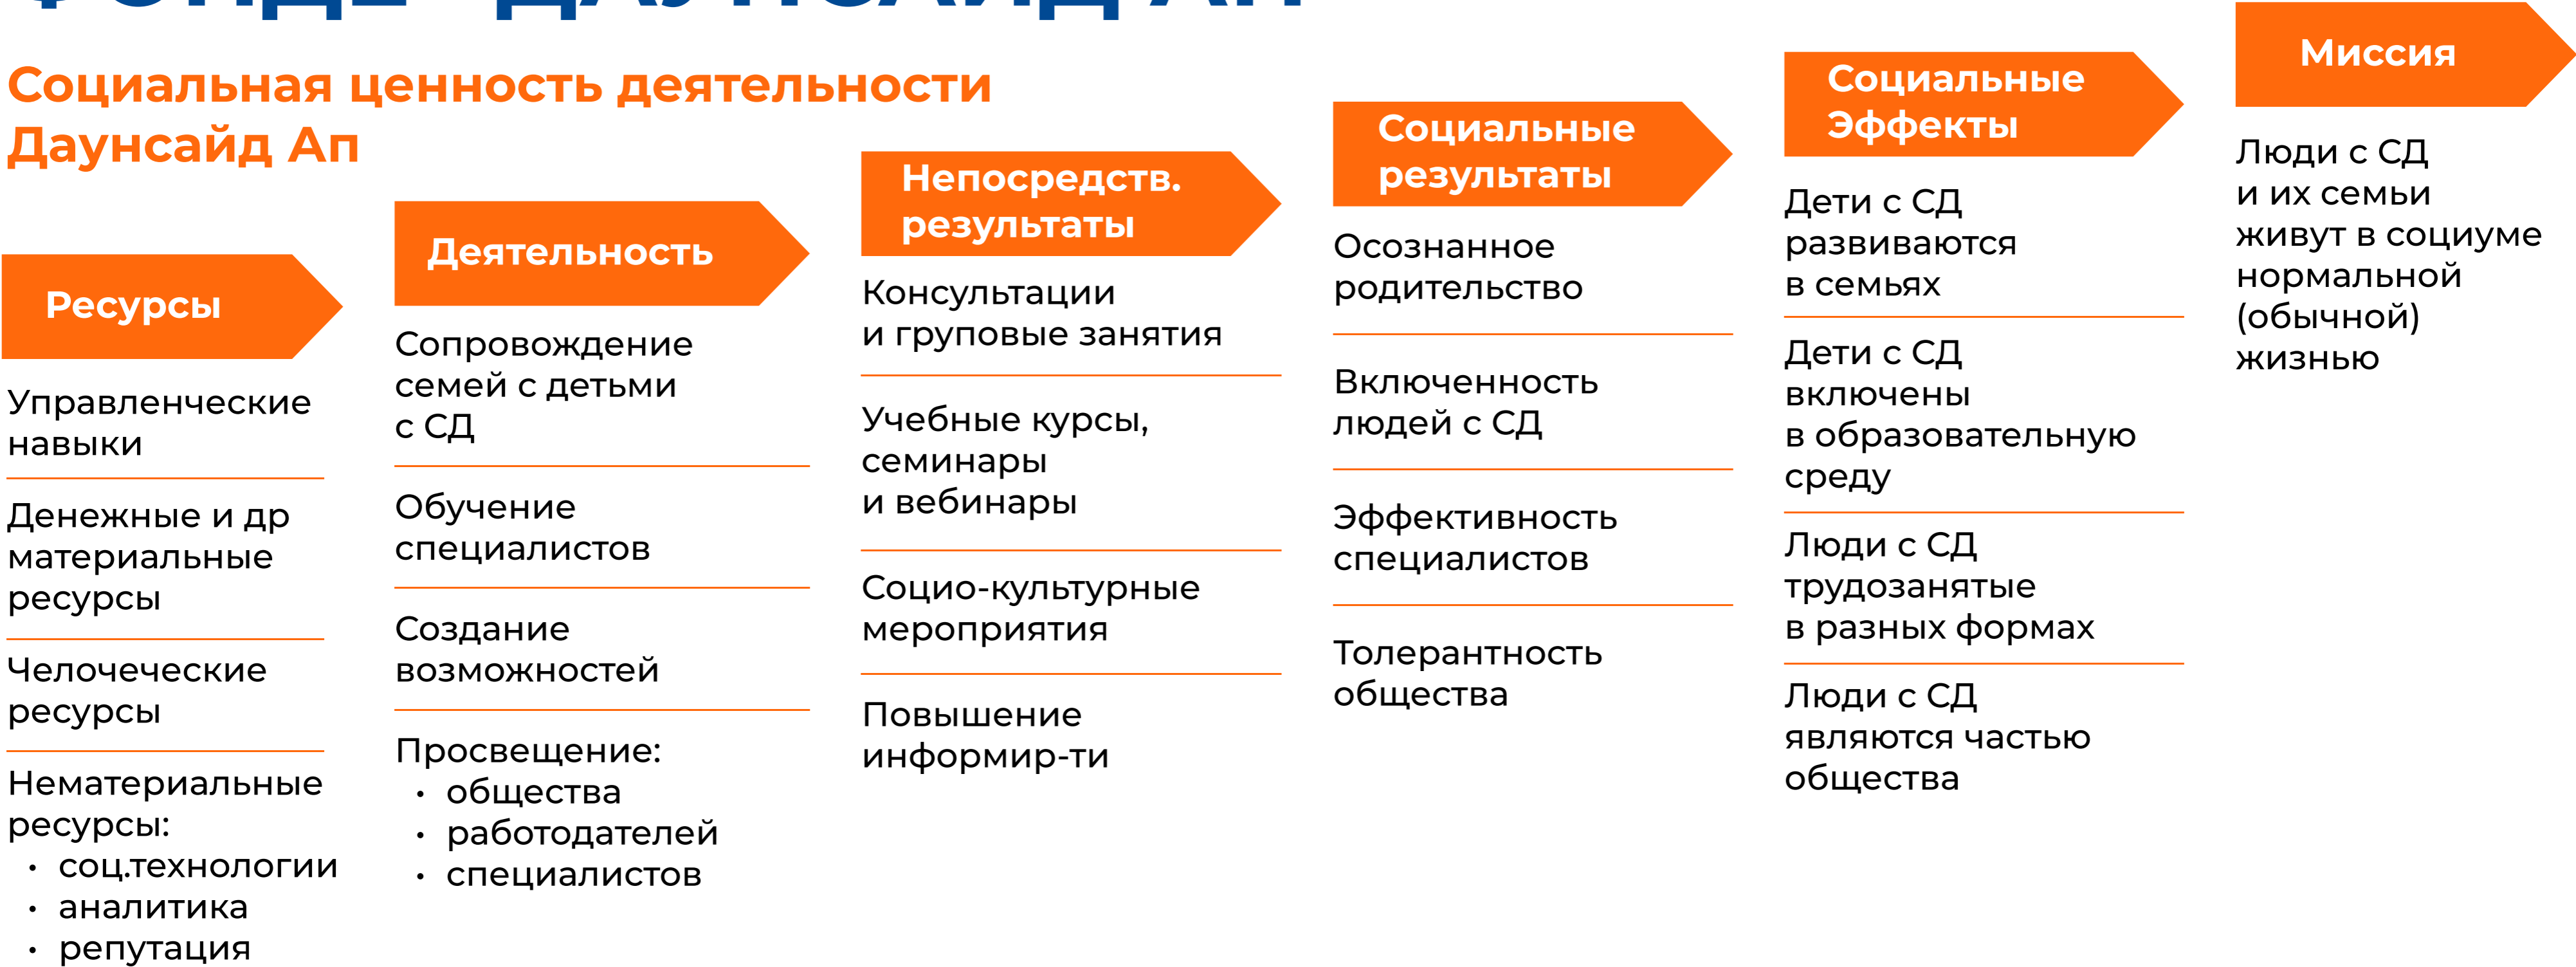 ФОНДЕ "ДАУНСАЙД АП"
Социальная ценность деятельности
Даунсайд Ап
Ресурсы
Управленческие
навыки
Денежные и др
материальные
ресурсы
Челочеческие
ресурсы
Нематериальные
ресурсы:
• соц.технологии
• аналитика
• репутация
Деятельность
Сопровождение
семей с детьми
с СД
Обучение
специалистов
Создание
возможностей
Просвещение:
• общества
• работодателей
• специалистов
Непосредств.
результаты
Консультации
и груповые занятия
Учебные курсы,
семинары
и вебинары
Социо-культурные
мероприятия
Повышение
информир-ти
Социальные
результаты
Осознанное
родительство
Включенность
людей с СД
Эффективность
специалистов
Толерантность
общества
Социальные
Эффекты
Дети с СД
развиваются
в семьях
Дети с СД
включены
в образовательную
среду
Люди с СД
трудозанятые
в разных формах
Люди с СД
являются частью
общества
Миссия
Люди с СД
и их семьи
живут в социуме
нормальной
(обычной)
жизнью